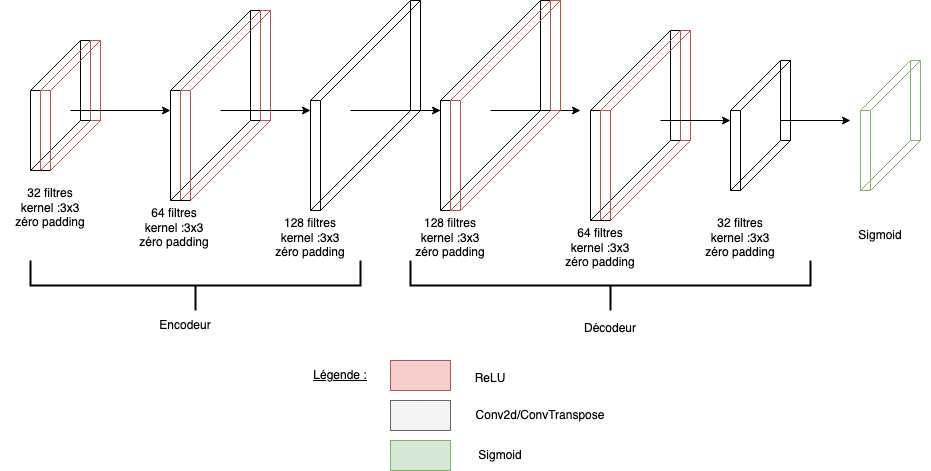 32 filtres
kernel :3x3
zéro padding
64 filtres
kernel :3x3
zéro padding
128 filtres
kernel :3x3
zéro padding
128 filtres
kernel :3x3
zéro padding
64 filtres
kernel :3x3
zéro padding
32 filtres
kernel :3x3
zéro padding
Sigmoid
Encodeur
Décodeur
Légende :
ReLU
Conv2d/ConvTranspose
Sigmoid